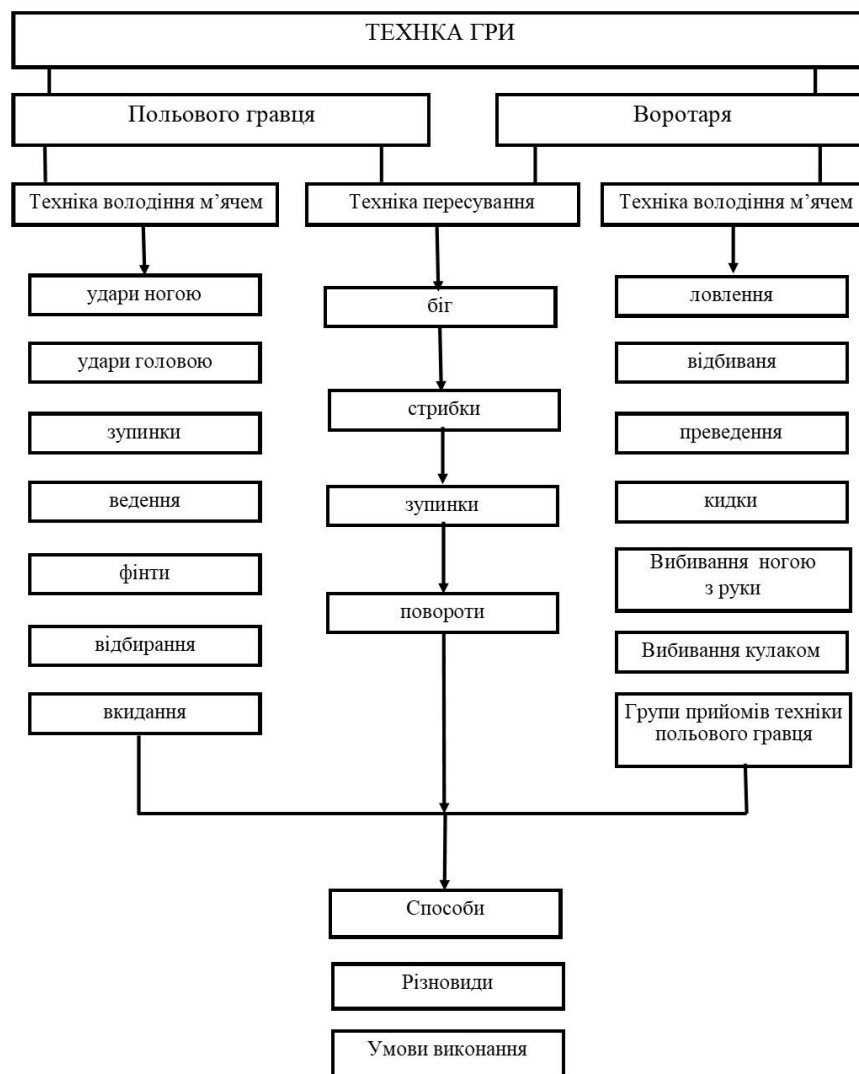 ТЕХНКА ГРИ
Польового гравця
Воротаря
Техніка володіння м’ячем
Техніка пересування
Техніка володіння м’ячем
удари ногою
удари головою
зупинки
ведення
фінти
відбирання
вкидання
біг
стрибки
зупинки
повороти
ловлення
відбиваня
преведення
кидки
Вибивання ногою
з руки
Вибивання кулаком
Групи прийомів техніки
польового гравця
Способи
Різновиди
Умови виконання